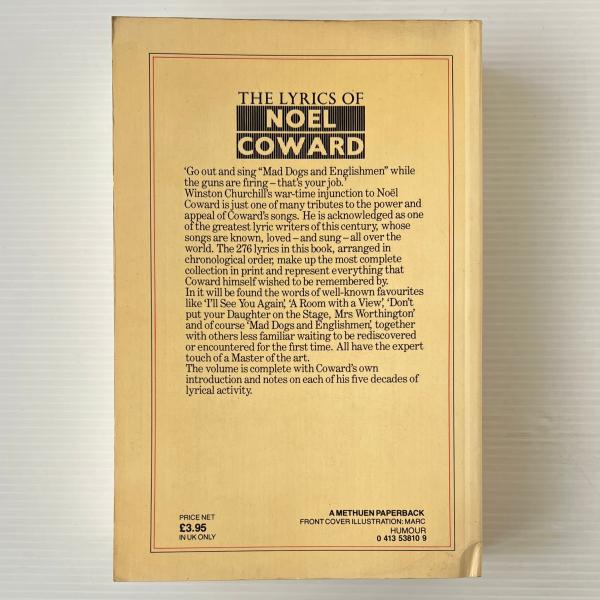 THE LYRICS OF
NOEL
COWARD
‘Go out and sing “Mad Dogs and Englishmen” while
the guns are firing – that’s your job.’
Winston Churchill’s war-time injunction to Noël
Coward is just one of many tributes to the power and
appeal of Coward’s songs. He is acknowledged as one
of the greatest lyric writers of this century, whose
songs are known, loved – and sung – all over the
world. The 276 lyrics in this book, arranged in
chronological order, make up the most complete
collection in print and represent everything that
Coward himself wished to be remembered by.
In it will be found the words of well-known favourites
like ‘I’ll See You Again’, ‘A Room with a View’, ‘Don’t
put your Daughter on the Stage, Mrs Worthington’
and of course ‘Mad Dogs and Englishmen’, together
with others less familiar waiting to be rediscovered
or encountered for the first time. All have the expert
touch of a Master of the art.
The volume is complete with Coward’s own
introduction and notes on each of his five decades of
lyrical activity.
PRICE NET
£3.95
IN UK ONLY
A METHUEN PAPERBACK
FRONT COVER ILLUSTRATION: MARC
HUMOUR
0 413 53810 9